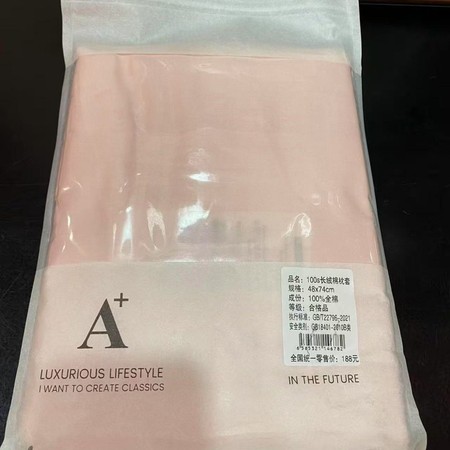 A+
LUXURIOUS LIFESTYLE
I WANT TO CREATE CLASSICS
品名：100s长绒棉枕套
规格：48x74cm
成份：100%全棉
等级：合格品
执行标准：GB/T22796-2021
安全类别：GB18401-2010B类
全国统一零售价：188元
IN THE FUTURE